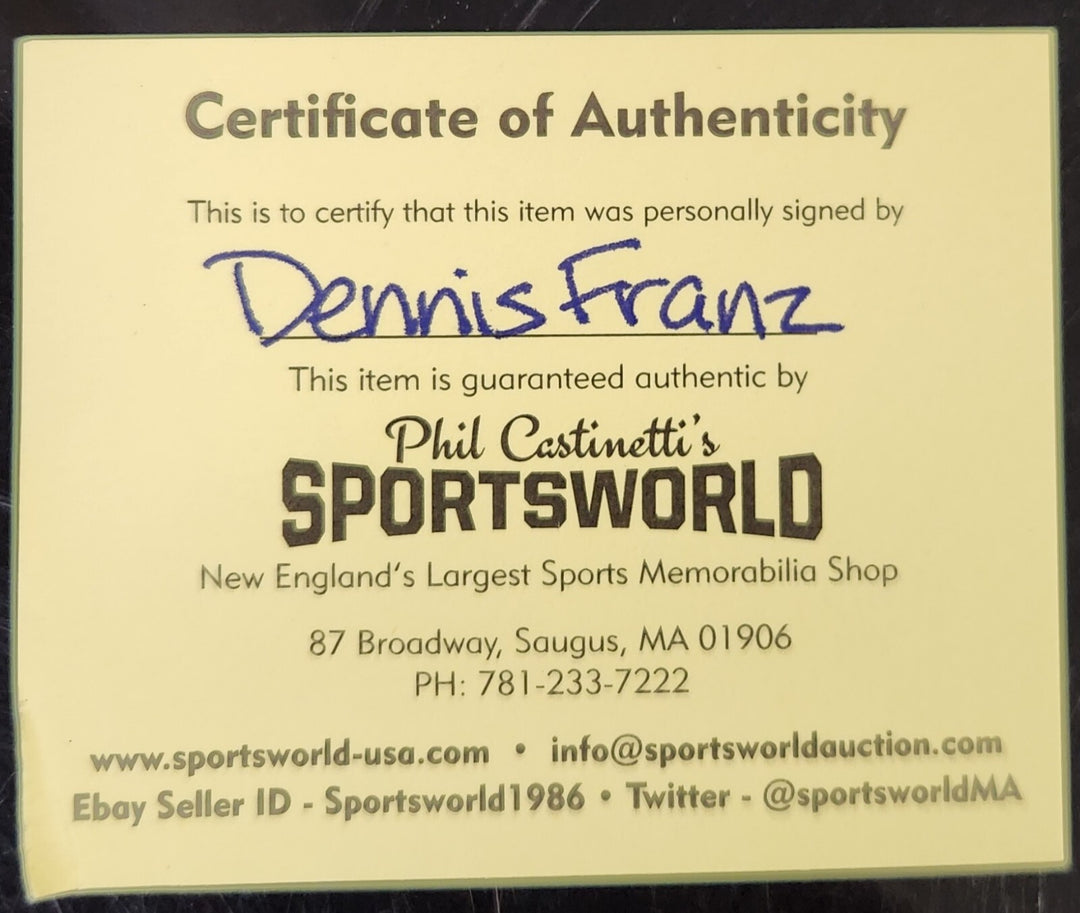 Certificate of Authenticity
This is to certify that this item was personally signed by
Dennis Franz
This item is guaranteed authentic by
Phil Castinetti's
SPORTSWORLD
New England's Largest Sports Memorabilia Shop
87 Broadway, Saugus, MA 01906
PH: 781-233-7222
www.sportsworld-usa.com • info@sportsworldauction.com
Ebay Seller ID - Sportsworld1986 • Twitter - @sportsworldMA